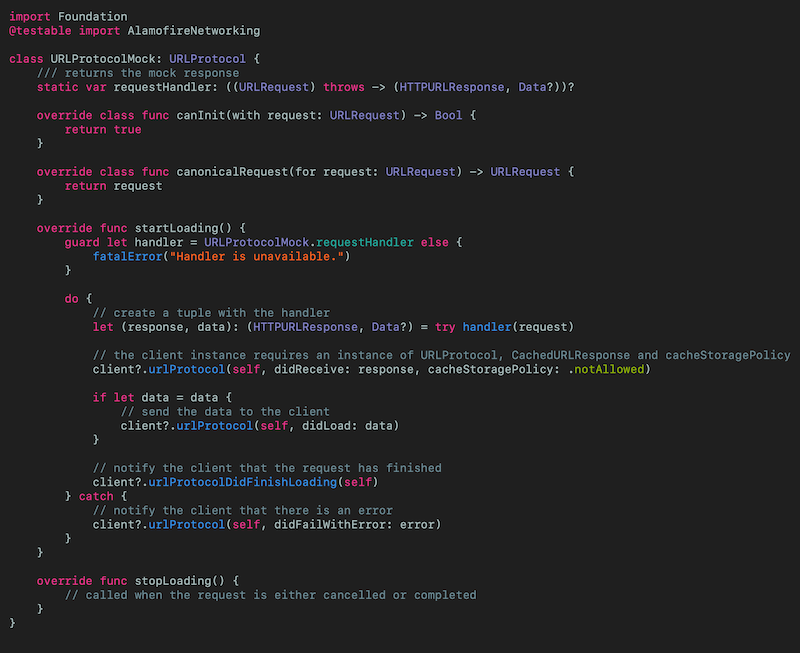 import Foundation
@testable import AlamofireNetworking

class URLProtocolMock: URLProtocol {
    /// returns the mock response
    static var requestHandler: ((URLRequest) throws -> (HTTPURLResponse, Data?))?

    override class func canInit(with request: URLRequest) -> Bool {
        return true
    }

    override class func canonicalRequest(for request: URLRequest) -> URLRequest {
        return request
    }

    override func startLoading() {
        guard let handler = URLProtocolMock.requestHandler else {
            fatalError("Handler is unavailable.")
        }

        do {
            // create a tuple with the handler
            let (response, data): (HTTPURLResponse, Data?) = try handler(request)

            // the client instance requires an instance of URLProtocol, CachedURLResponse and cacheStoragePolicy
            client?.urlProtocol(self, didReceive: response, cacheStoragePolicy: .notAllowed)

            if let data = data {
                // send the data to the client
                client?.urlProtocol(self, didLoad: data)
            }

            // notify the client that the request has finished
            client?.urlProtocolDidFinishLoading(self)
        } catch {
            // notify the client that there is an error
            client?.urlProtocol(self, didFailWithError: error)
        }
    }

    override func stopLoading() {
        // called when the request is either cancelled or completed
    }
}